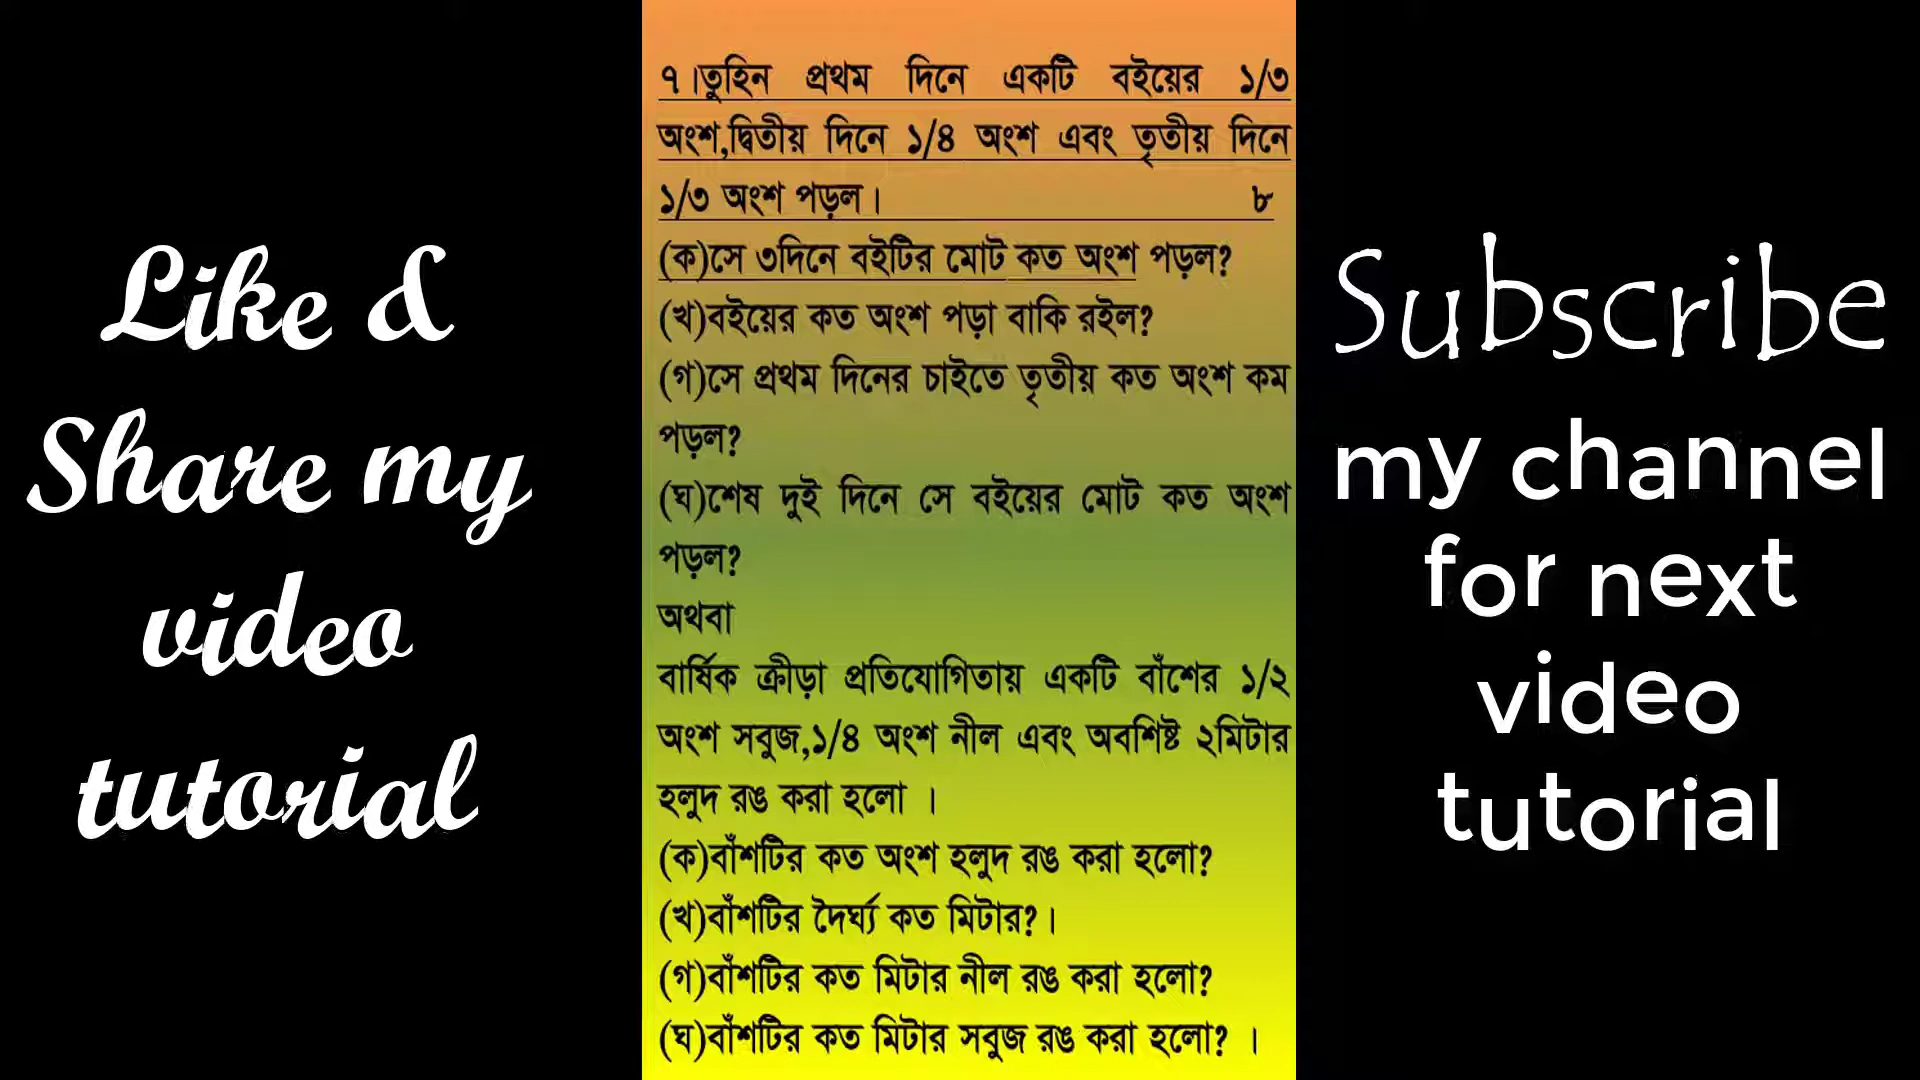 Like &
Share my
video
tutorial
৭।তুহিন প্রথম দিনে একটি বইয়ের ১/৩
অংশ,দ্বিতীয় দিনে ১/৪ অংশ এবং তৃতীয় দিনে
১/৩ অংশ পড়ল। ৮
(ক)সে ৩দিনে বইটির মোট কত অংশ পড়ল?
(খ)বইয়ের কত অংশ পড়া বাকি রইল?
(গ)সে প্রথম দিনের চাইতে তৃতীয় কত অংশ কম
পড়ল?
(ঘ)শেষ দুই দিনে সে বইয়ের মোট কত অংশ
পড়ল?
অথবা
বার্ষিক ক্রীড়া প্রতিযোগিতায় একটি বাঁশের ১/২
অংশ সবুজ,১/৪ অংশ নীল এবং অবশিষ্ট ২মিটার
হলুদ রঙ করা হলো ।
(ক)বাঁশটির কত অংশ হলুদ রঙ করা হলো?
(খ)বাঁশটির দৈর্ঘ্য কত মিটার?।
(গ)বাঁশটির কত মিটার নীল রঙ করা হলো?
(ঘ)বাঁশটির কত মিটার সবুজ রঙ করা হলো? ।
Subscribe
my channel
for next
video
tutorial